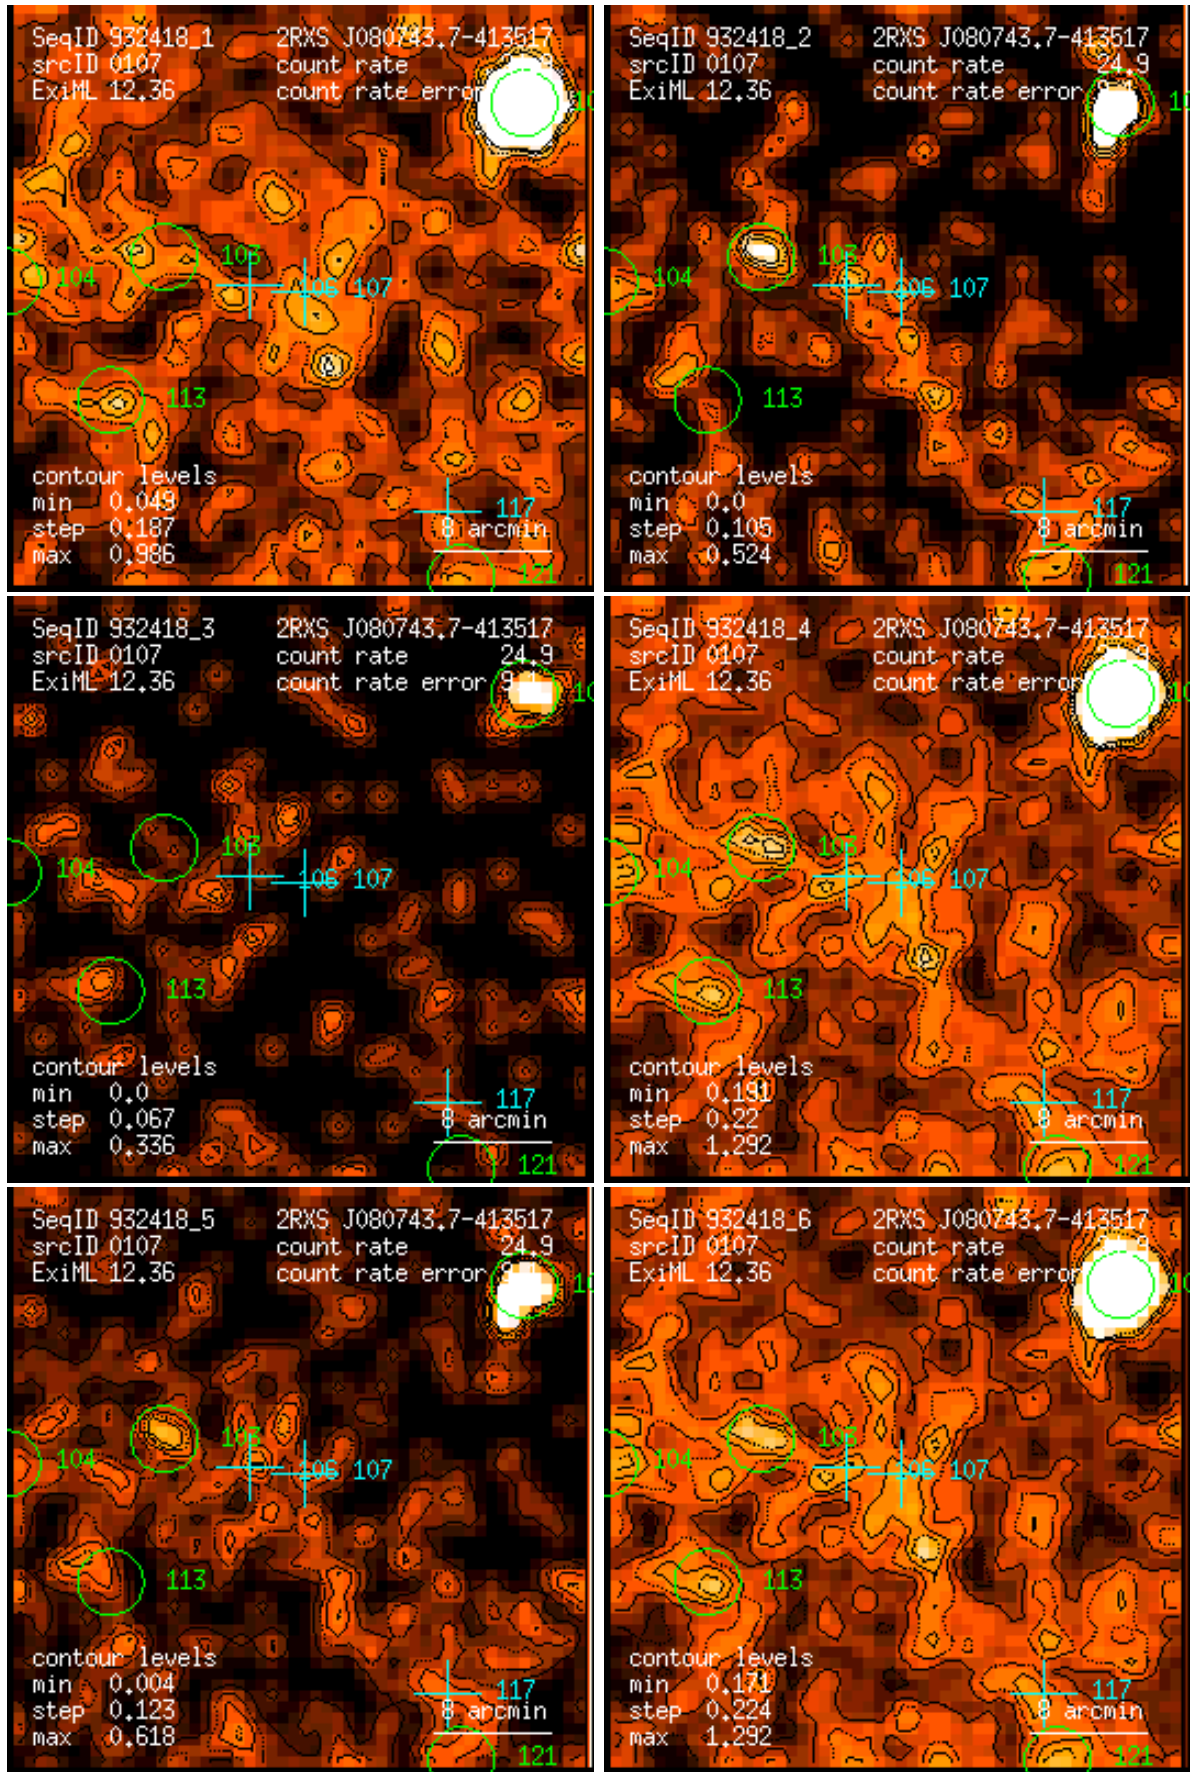 SeqID 932418_1 2RXS J080743.7-413517
srcID 0107 count rate
ExiML 12.36 count rate error
103
104
106 107
113
contour levels
min 0.049
step 0.187
max 0.986
117
8 arcmin
121
SeqID 932418_2 2RXS J080743.7-413517
srcID 0107 count rate 24.9
ExiML 12.36 count rate error
103
104
106 107
113
contour levels
min 0.0
step 0.105
max 0.524
117
8 arcmin
121
SeqID 932418_3 2RXS J080743.7-413517
srcID 0107 count rate 24.9
ExiML 12.36 count rate error
103
104
106 107
113
contour levels
min 0.0
step 0.067
max 0.336
117
8 arcmin
121
SeqID 932418_4 2RXS J080743.7-413517
srcID 0107 count rate
ExiML 12.36 count rate error
103
104
106 107
113
contour levels
min 0.191
step 0.22
max 1.292
117
8 arcmin
121
SeqID 932418_5 2RXS J080743.7-413517
srcID 0107 count rate 24.9
ExiML 12.36 count rate error
103
104
106 107
113
contour levels
min 0.004
step 0.123
max 0.618
117
8 arcmin
121
SeqID 932418_6 2RXS J080743.7-413517
srcID 0107 count rate
ExiML 12.36 count rate error
103
104
106 107
113
contour levels
min 0.171
step 0.224
max 1.292
117
8 arcmin
121